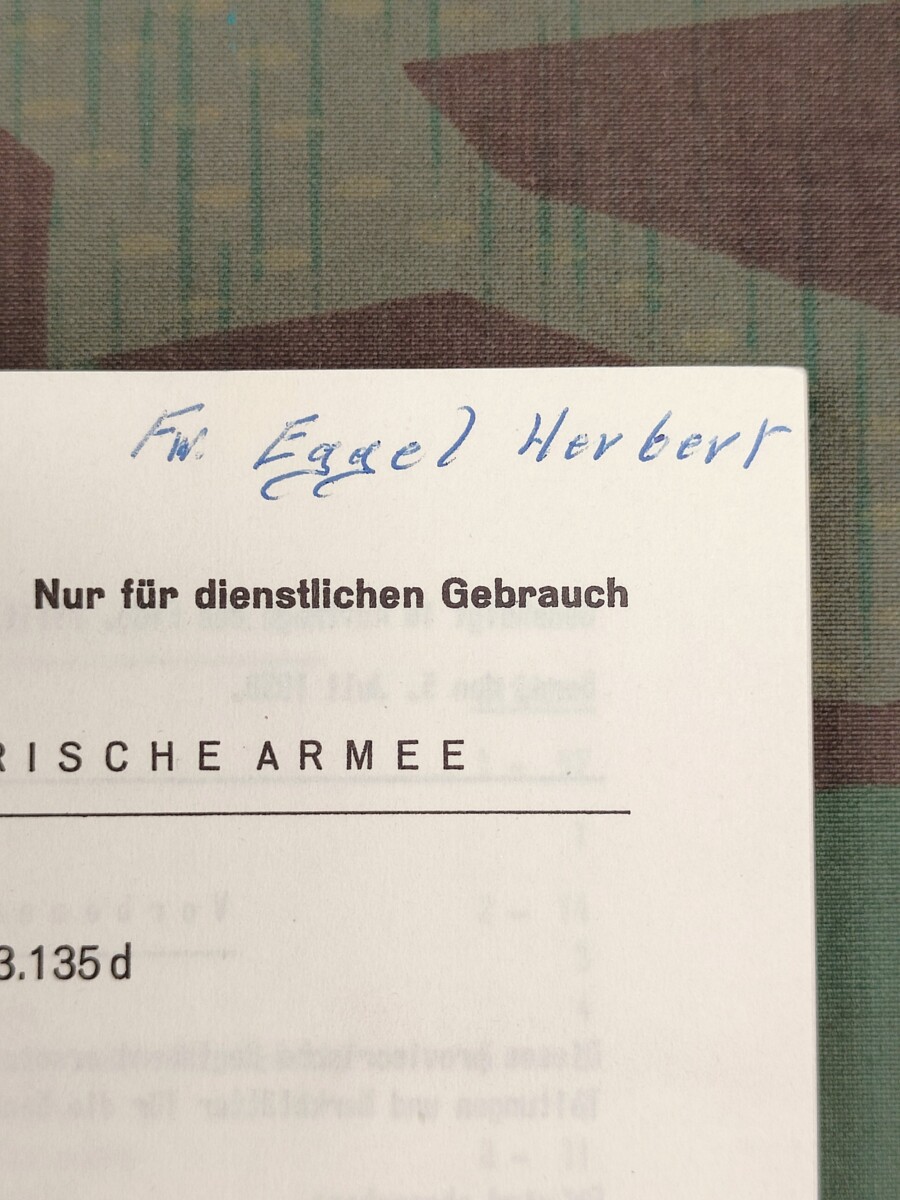 Fw. Eggel Herbert
Nur für dienstlichen Gebrauch
RISCHE ARMEE
3.135 d